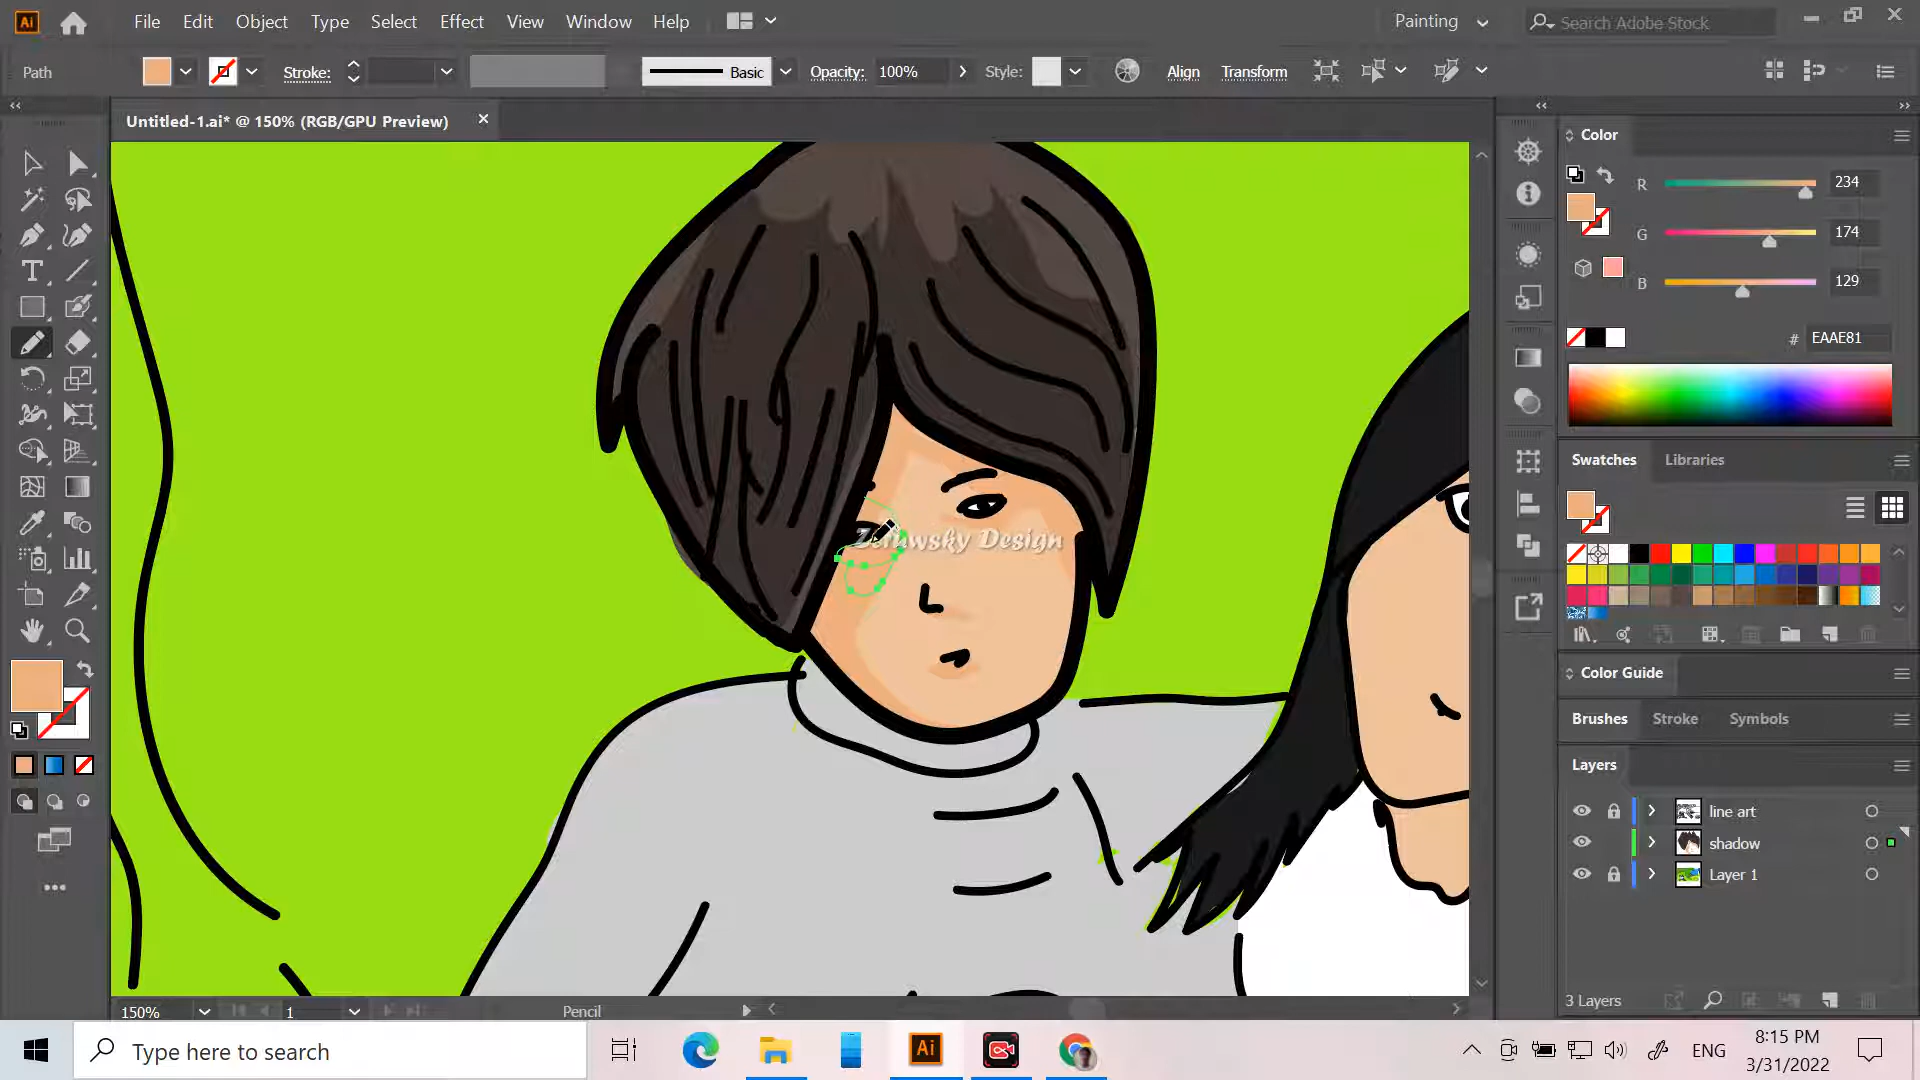 Ai File Edit Object Type Select Effect View Window Help Painting Search Adobe Stock
Path Stroke: Basic Opacity: 100% Style: Align Transform
Untitled-1.ai* @ 150% (RGB/GPU Preview)
Color
R 234
G 174
B 129
# EAAE81
Swatches Libraries
Color Guide
Brushes Stroke Symbols
Layers
line art
shadow
Layer 1
3 Layers
Zeruwsky Design
150% 1 Pencil
Type here to search
Ai
ENG
8:15 PM
3/31/2022